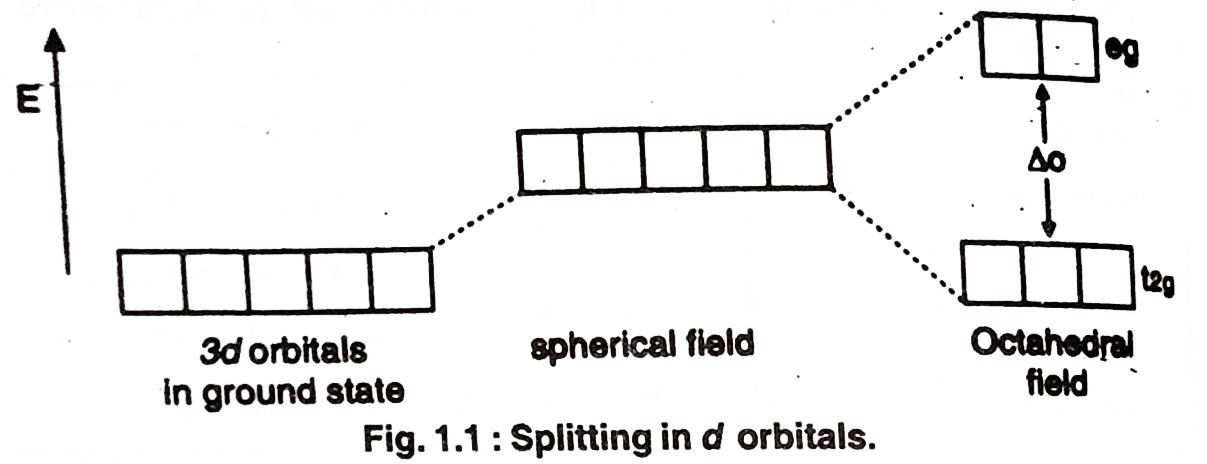 eg
E
Δo
t2g
3d orbitals
in ground state
spherical field
Octahedral
field
Fig. 1.1 : Splitting in d orbitals.